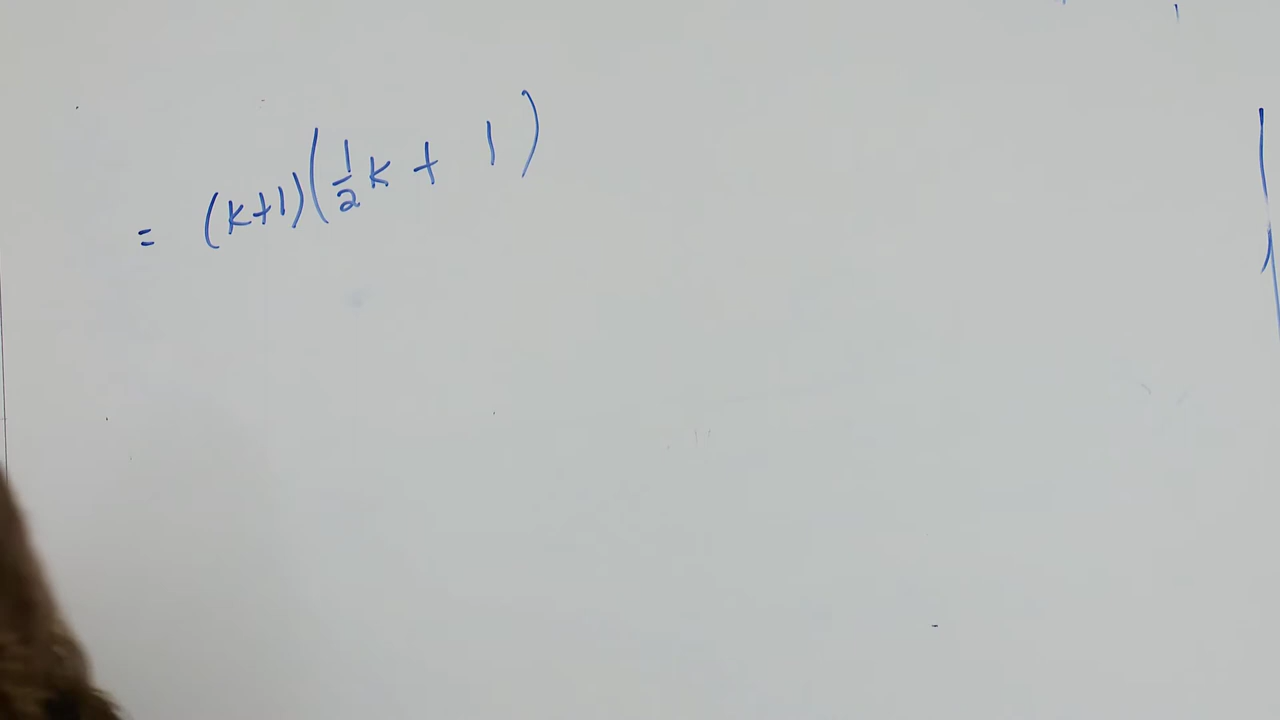 = (k+1)(½k + 1)